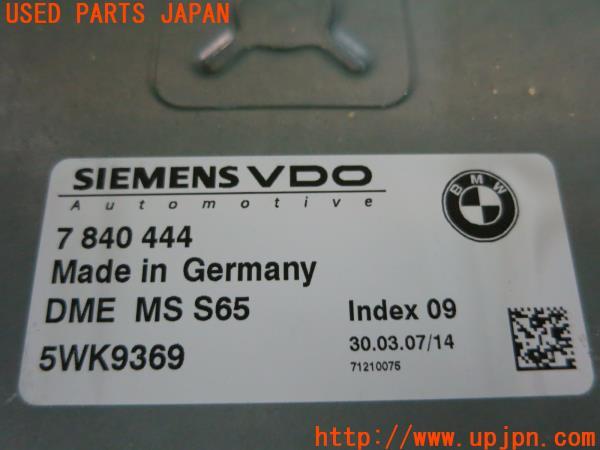 USED PARTS JAPAN
SIEMENS VDO
Automotive
BMW
7 840 444
Made in Germany
DME MS S65
Index 09
5WK9369
30.03.07/14
71210075
http://www.upjpn.com/